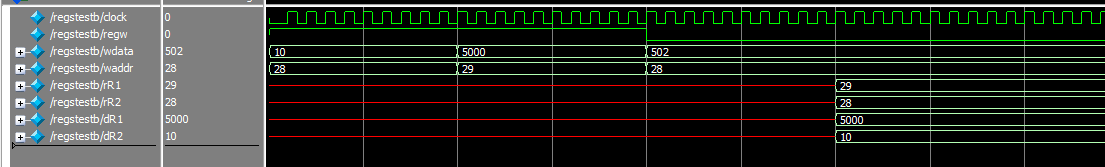 /regstestb/clock 0
/regstestb/regw 0
/regstestb/wdata 502 10 5000 502
/regstestb/waddr 28 28 29 28
/regstestb/rR1 29 29
/regstestb/rR2 28 28
/regstestb/dR1 5000 5000
/regstestb/dR2 10 10